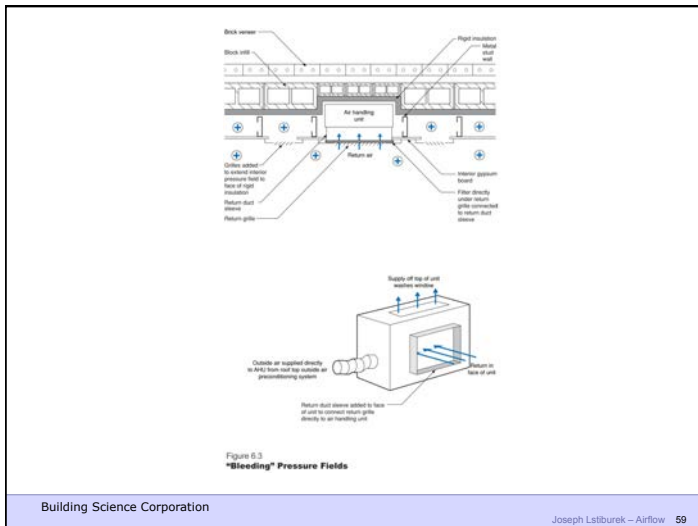 Brick veneer
Block infill
Rigid insulation
Metal
stud
wall
Air handling
unit
Return air
Grilles added
to extend interior
pressure field to
face of rigid
insulation
Return duct
sleeve
Return grille
Interior gypsum
board
Filter directly
under return
grille connected
to return duct
sleeve
Supply off top of unit
washes window
Outside air supplied directly
to AHU from roof top outside air
preconditioning system
Return in
face of unit
Return duct sleeve added to face
of unit to connect return grille
directly to air handling unit
Figure 6.3
"Bleeding" Pressure Fields
Building Science Corporation
Joseph Lstiburek – Airflow 59